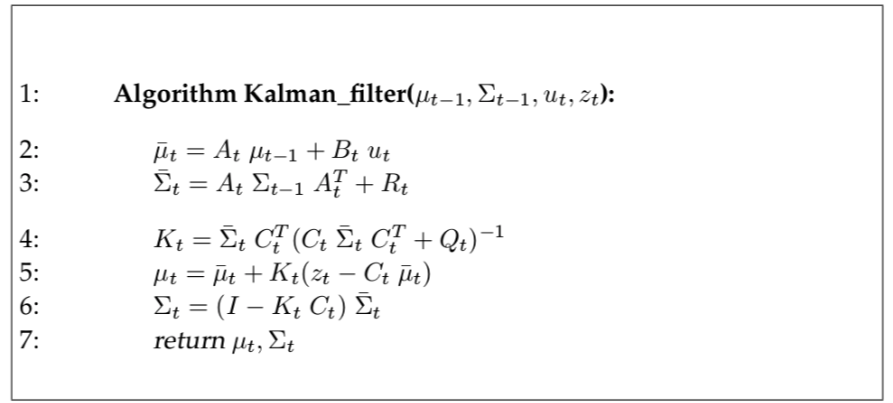 1: Algorithm Kalman_filter(μ_{t−1}, Σ_{t−1}, u_t, z_t):
2: μ̄_t = A_t μ_{t−1} + B_t u_t
3: Σ̄_t = A_t Σ_{t−1} A_t^T + R_t
4: K_t = Σ̄_t C_t^T (C_t Σ̄_t C_t^T + Q_t)^{−1}
5: μ_t = μ̄_t + K_t(z_t − C_t μ̄_t)
6: Σ_t = (I − K_t C_t) Σ̄_t
7: return μ_t, Σ_t